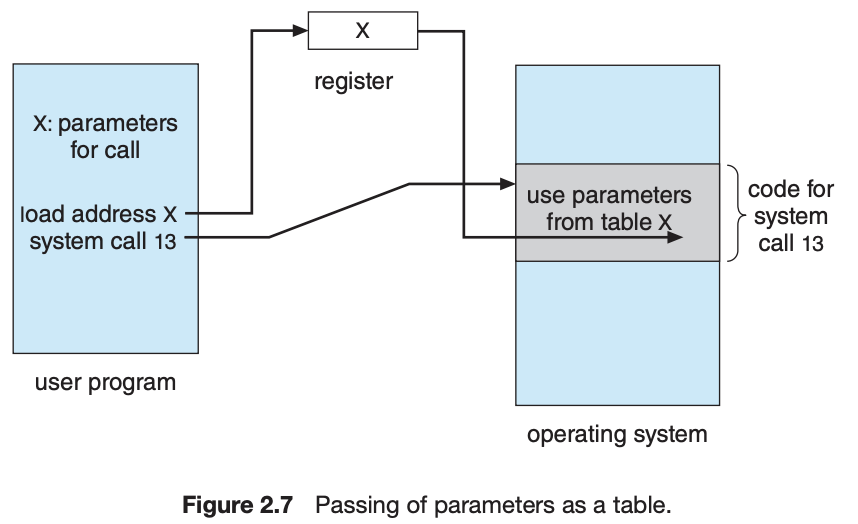 X
register
X: parameters
for call
load address X
system call 13
user program
use parameters
from table X
code for
system
call 13
operating system
Figure 2.7 Passing of parameters as a table.